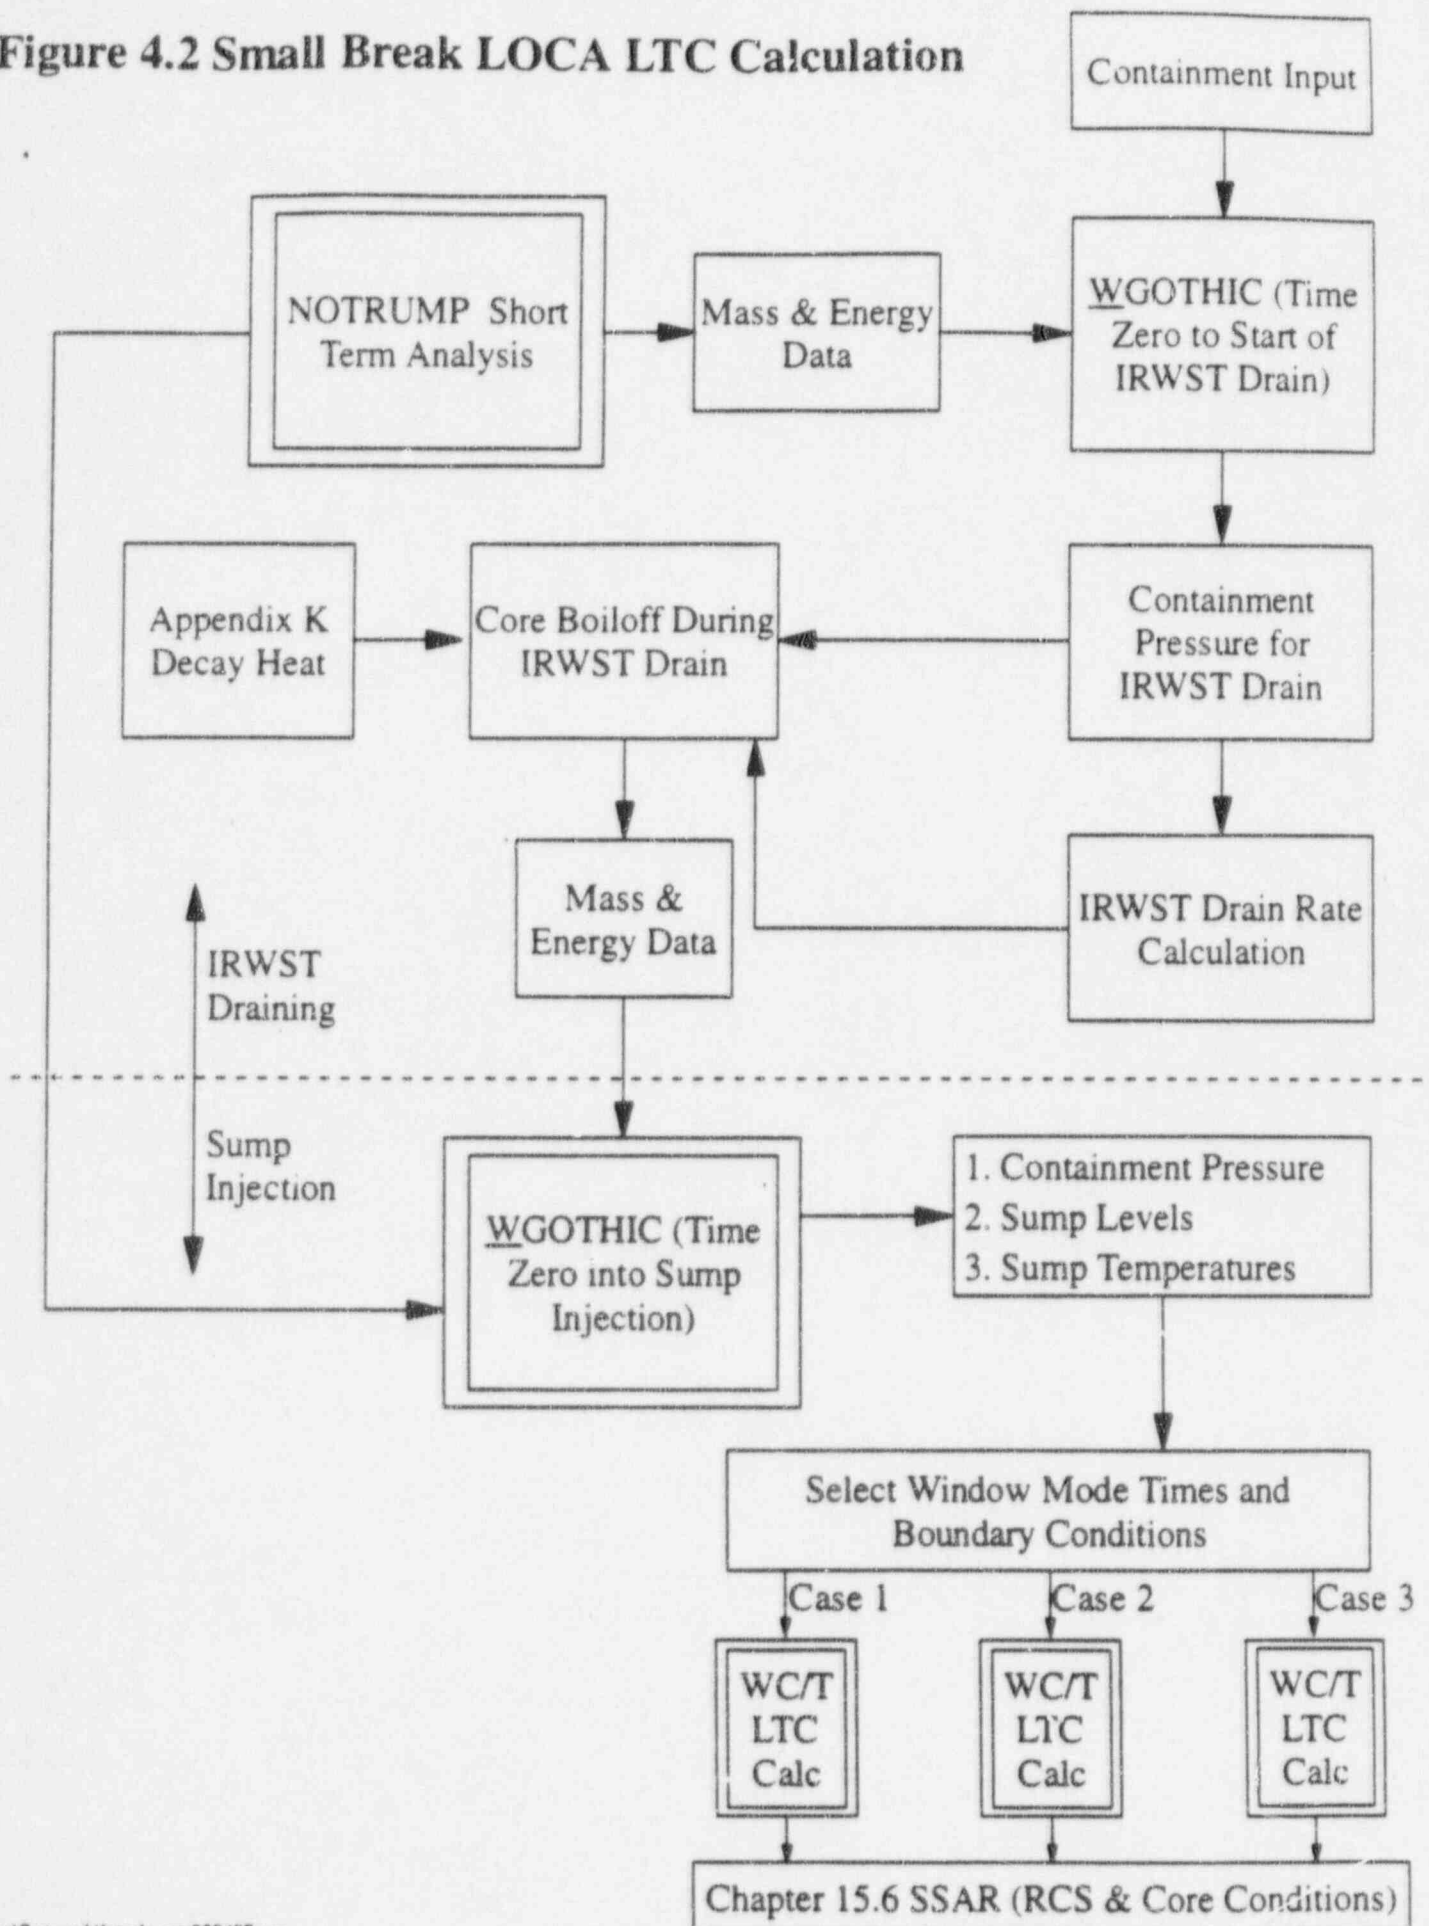 Figure 4.2 Small Break LOCA LTC Calculation
Containment Input
NOTRUMP Short
Term Analysis
Mass & Energy
Data
WGOTHIC (Time
Zero to Start of
IRWST Drain)
Appendix K
Decay Heat
Core Boiloff During
IRWST Drain
Containment
Pressure for
IRWST Drain
Mass &
Energy Data
IRWST Drain Rate
Calculation
IRWST
Draining
Sump
Injection
WGOTHIC (Time
Zero into Sump
Injection)
1. Containment Pressure
2. Sump Levels
3. Sump Temperatures
Select Window Mode Times and
Boundary Conditions
Case 1
Case 2
Case 3
WC/T
LTC
Calc
WC/T
LTC
Calc
WC/T
LTC
Calc
Chapter 15.6 SSAR (RCS & Core Conditions)